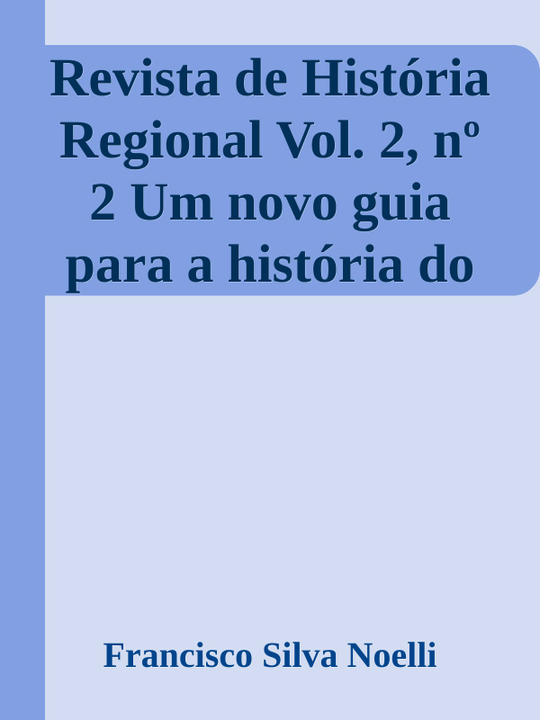 Revista de História
Regional Vol. 2, nº
2 Um novo guia
para a história do
Francisco Silva Noelli